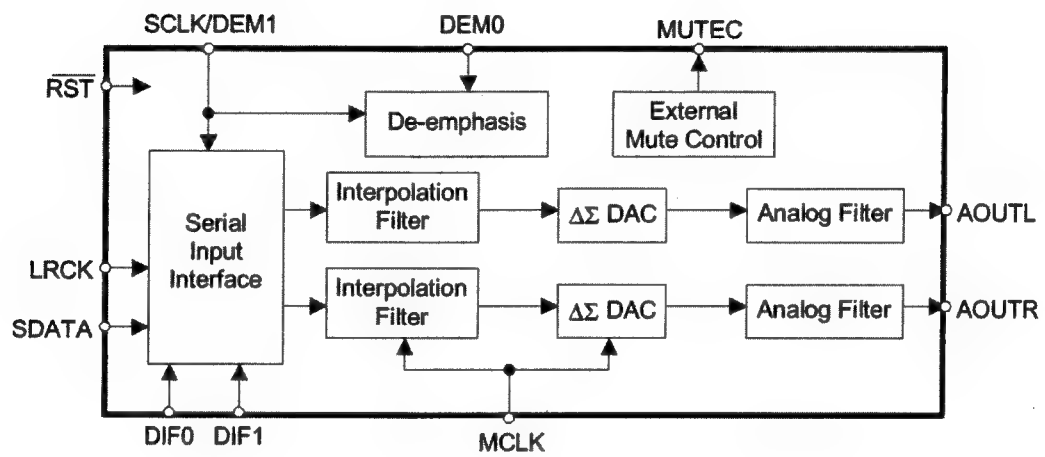 SCLK/DEM1
DEM0
MUTEC
RST
De-emphasis
External
Mute Control
Serial
Input
Interface
Interpolation
Filter
ΔΣ DAC
Analog Filter
AOUTL
LRCK
Interpolation
Filter
ΔΣ DAC
Analog Filter
AOUTR
SDATA
DIF0
DIF1
MCLK